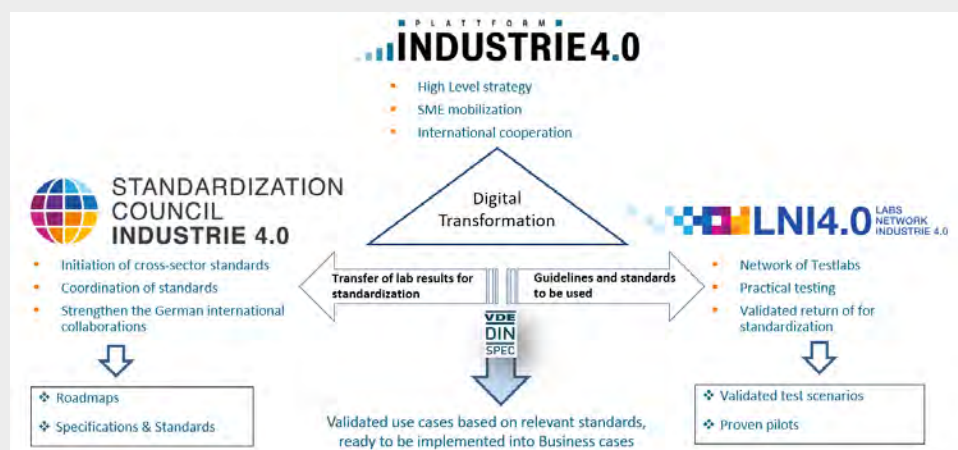 PLATTFORM
INDUSTRIE4.0
High Level strategy
SME mobilization
International cooperation
Digital
Transformation
STANDARDIZATION
COUNCIL
INDUSTRIE 4.0
Initiation of cross-sector standards
Coordination of standards
Strengthen the German international
collaborations
Roadmaps
Specifications & Standards
Transfer of lab results for
standardization
Guidelines and standards
to be used
VDE
DIN
SPEC
Validated use cases based on relevant standards,
ready to be implemented into Business cases
LNI4.0
LABS
NETWORK
INDUSTRIE 4.0
Network of Testlabs
Practical testing
Validated return of for
standardization
Validated test scenarios
Proven pilots